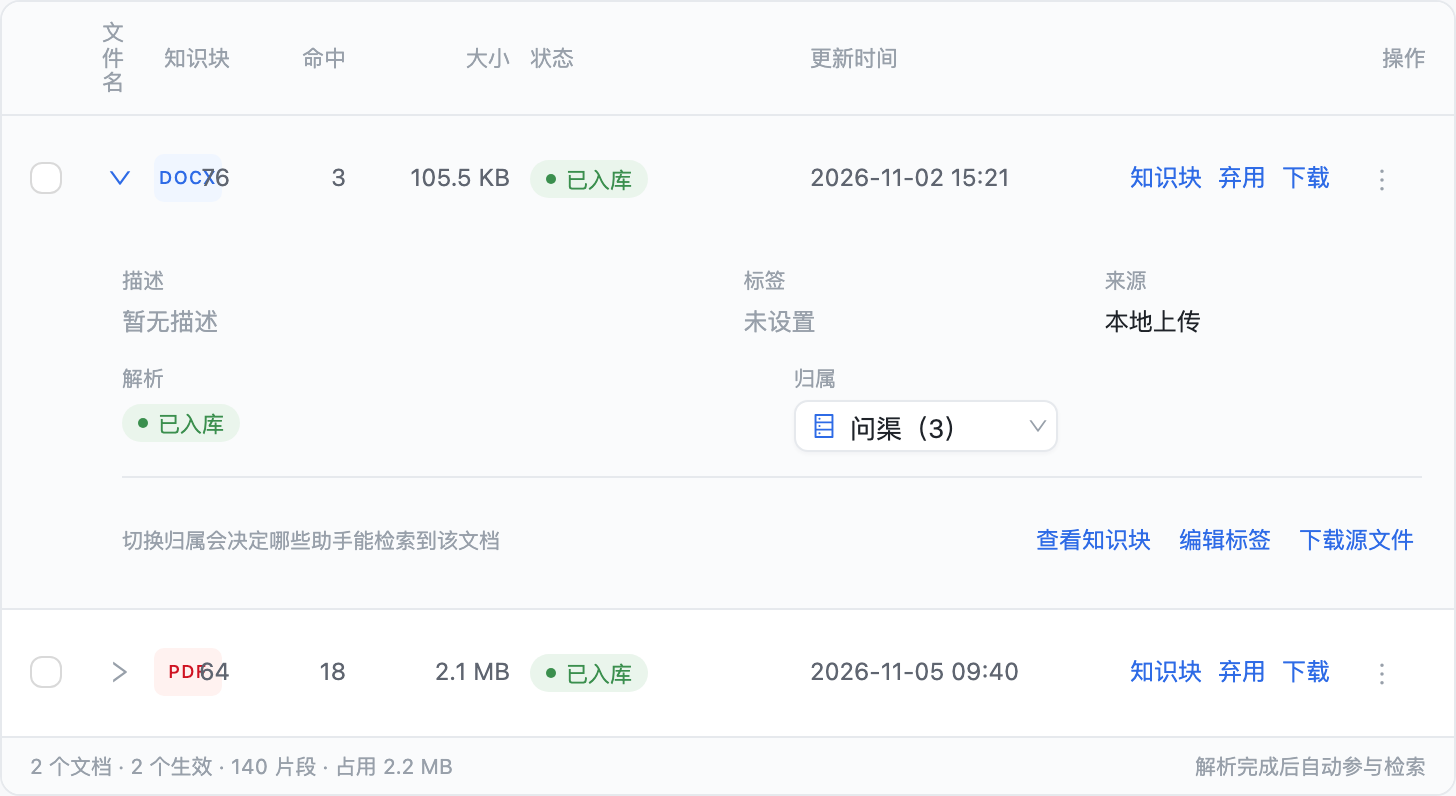 文件名 知识块 命中 大小 状态 更新时间 操作
DOCX 76 3 105.5 KB 已入库 2026-11-02 15:21 知识块 弃用 下载
描述 标签 来源
暂无描述 未设置 本地上传
解析 归属
已入库 问渠（3）
切换归属会决定哪些助手能检索到该文档 查看知识块 编辑标签 下载源文件
PDF 64 18 2.1 MB 已入库 2026-11-05 09:40 知识块 弃用 下载
2 个文档 · 2 个生效 · 140 片段 · 占用 2.2 MB 解析完成后自动参与检索